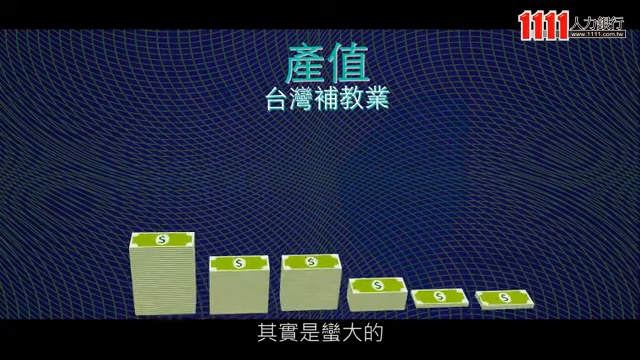 1111人力銀行
www.1111.com.tw
產值
台灣補教業
$ $ $ $ $ $
其實是蠻大的